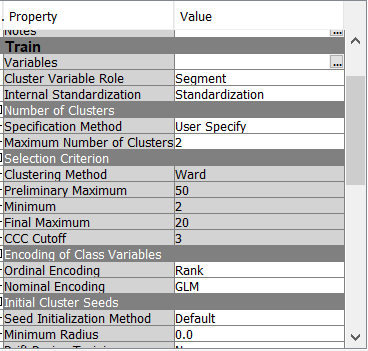 . Property Value
Notes ...
Train
Variables ...
Cluster Variable Role Segment
Internal Standardization Standardization
Number of Clusters
Specification Method User Specify
Maximum Number of Clusters 2
Selection Criterion
Clustering Method Ward
Preliminary Maximum 50
Minimum 2
Final Maximum 20
CCC Cutoff 3
Encoding of Class Variables
Ordinal Encoding Rank
Nominal Encoding GLM
Initial Cluster Seeds
Seed Initialization Method Default
Minimum Radius 0.0